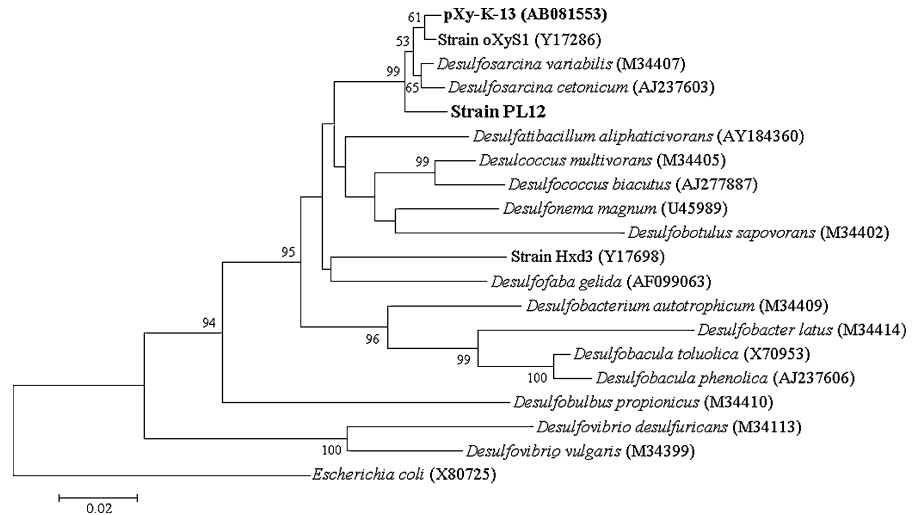 61
pXy-K-13 (AB081553)
53
Strain oXyS1 (Y17286)
99
Desulfosarcina variabilis (M34407)
65
Desulfosarcina cetonicum (AJ237603)
Strain PL12
Desulfatibacillum aliphaticivorans (AY184360)
99
Desulcoccus multivorans (M34405)
Desulfococcus biacutus (AJ277887)
Desulfonema magnum (U45989)
Desulfobotulus sapovorans (M34402)
95
Strain Hxd3 (Y17698)
Desulfofaba gelida (AF099063)
Desulfobacterium autotrophicum (M34409)
94
96
Desulfobacter latus (M34414)
99
Desulfobacula toluolica (X70953)
100
Desulfobacula phenolica (AJ237606)
Desulfobulbus propionicus (M34410)
Desulfovibrio desulfuricans (M34113)
100
Desulfovibrio vulgaris (M34399)
Escherichia coli (X80725)
0.02